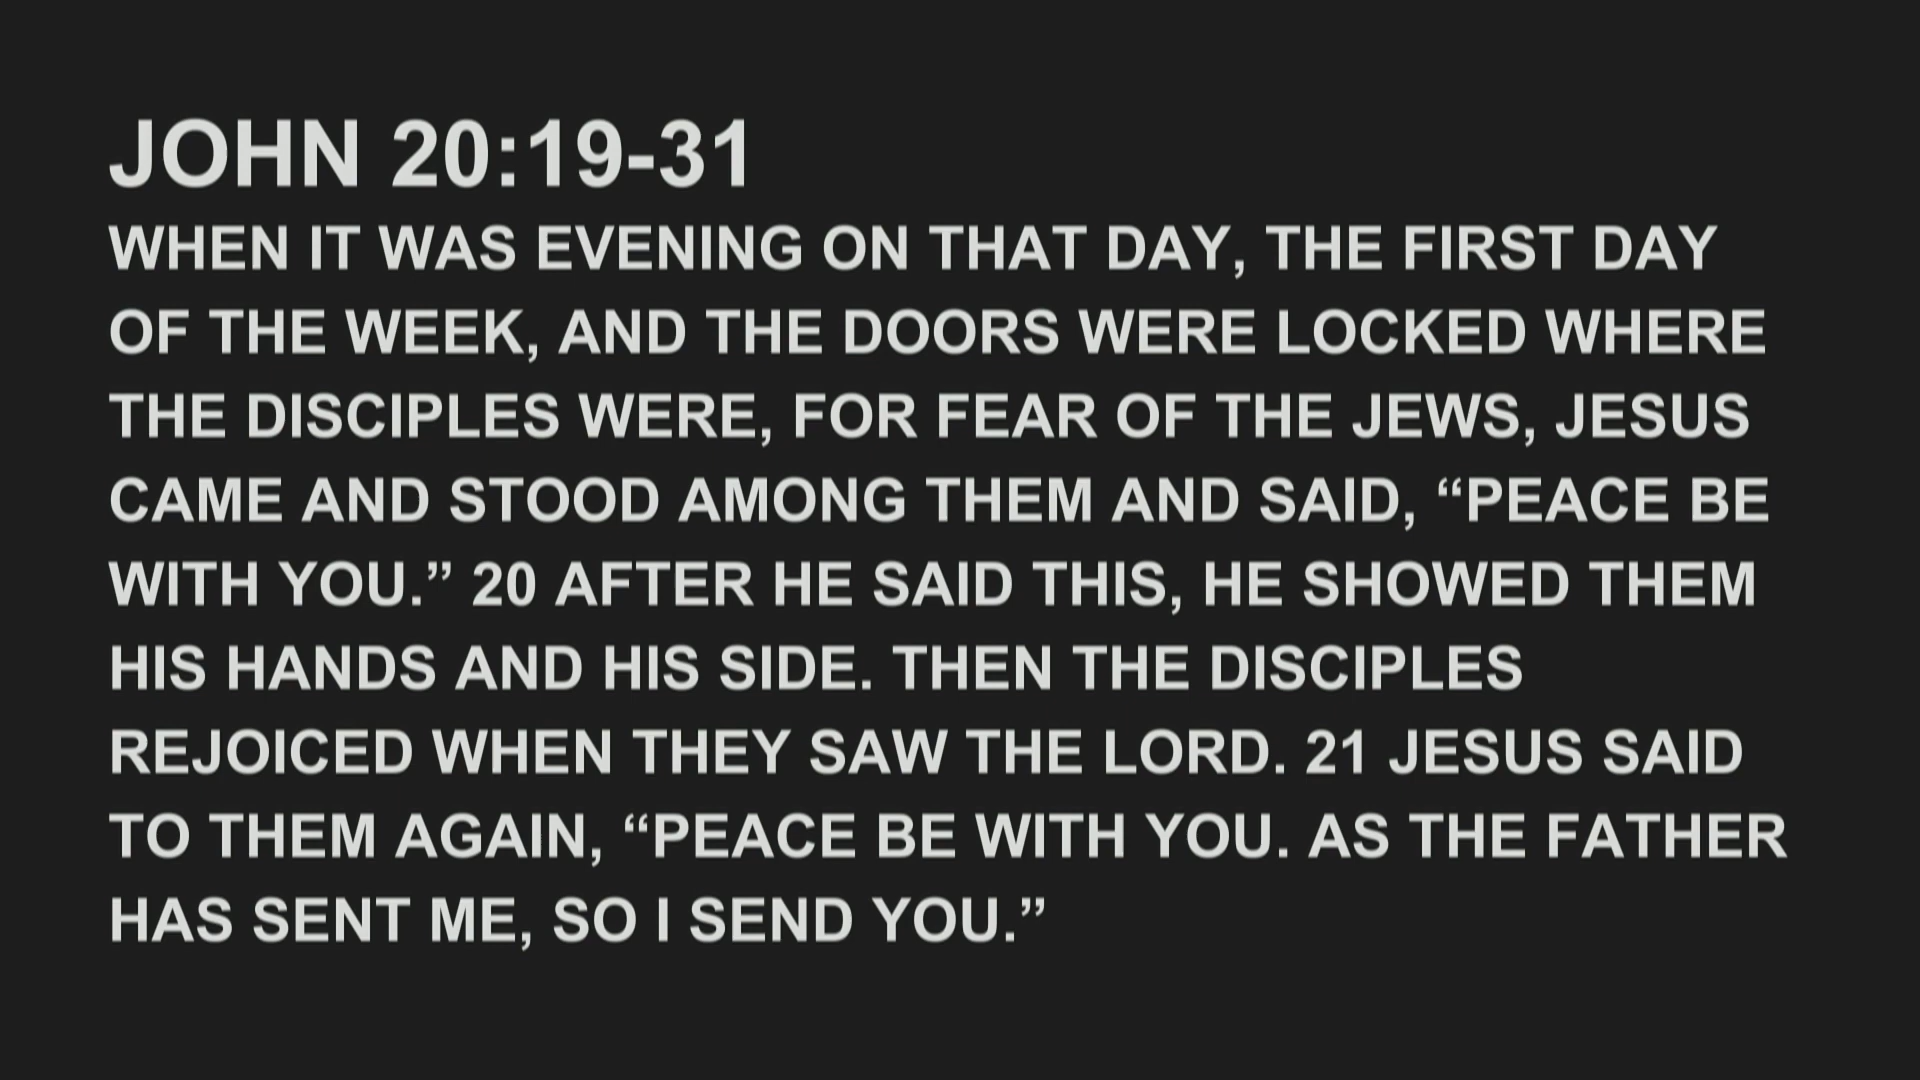 JOHN 20:19-31
WHEN IT WAS EVENING ON THAT DAY, THE FIRST DAY
OF THE WEEK, AND THE DOORS WERE LOCKED WHERE
THE DISCIPLES WERE, FOR FEAR OF THE JEWS, JESUS
CAME AND STOOD AMONG THEM AND SAID, “PEACE BE
WITH YOU.” 20 AFTER HE SAID THIS, HE SHOWED THEM
HIS HANDS AND HIS SIDE. THEN THE DISCIPLES
REJOICED WHEN THEY SAW THE LORD. 21 JESUS SAID
TO THEM AGAIN, “PEACE BE WITH YOU. AS THE FATHER
HAS SENT ME, SO I SEND YOU.”